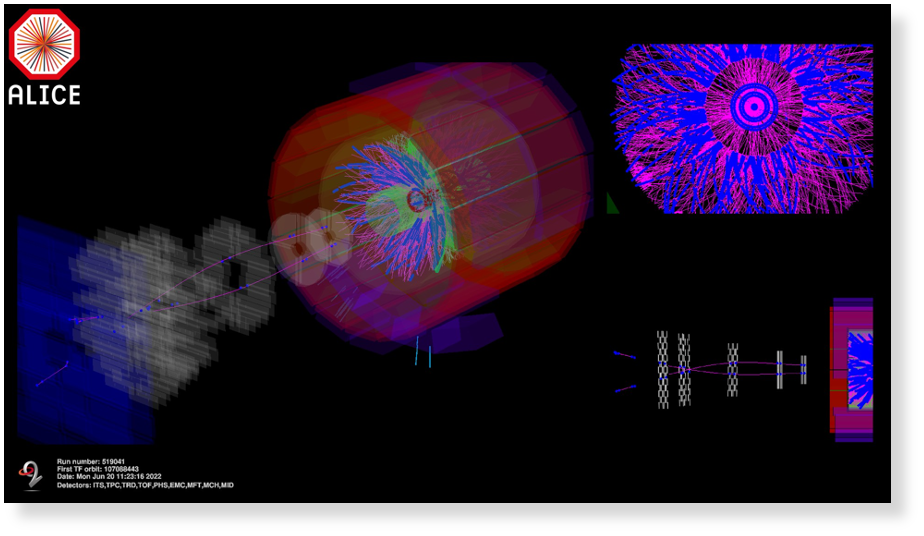 ALICE
Run number: 519041
First TF orbit: 107088443
Date: Mon Jun 20 11:23:16 2022
Detectors: ITS,TPC,TRD,TOF,PHS,EMC,MFT,MCH,MID